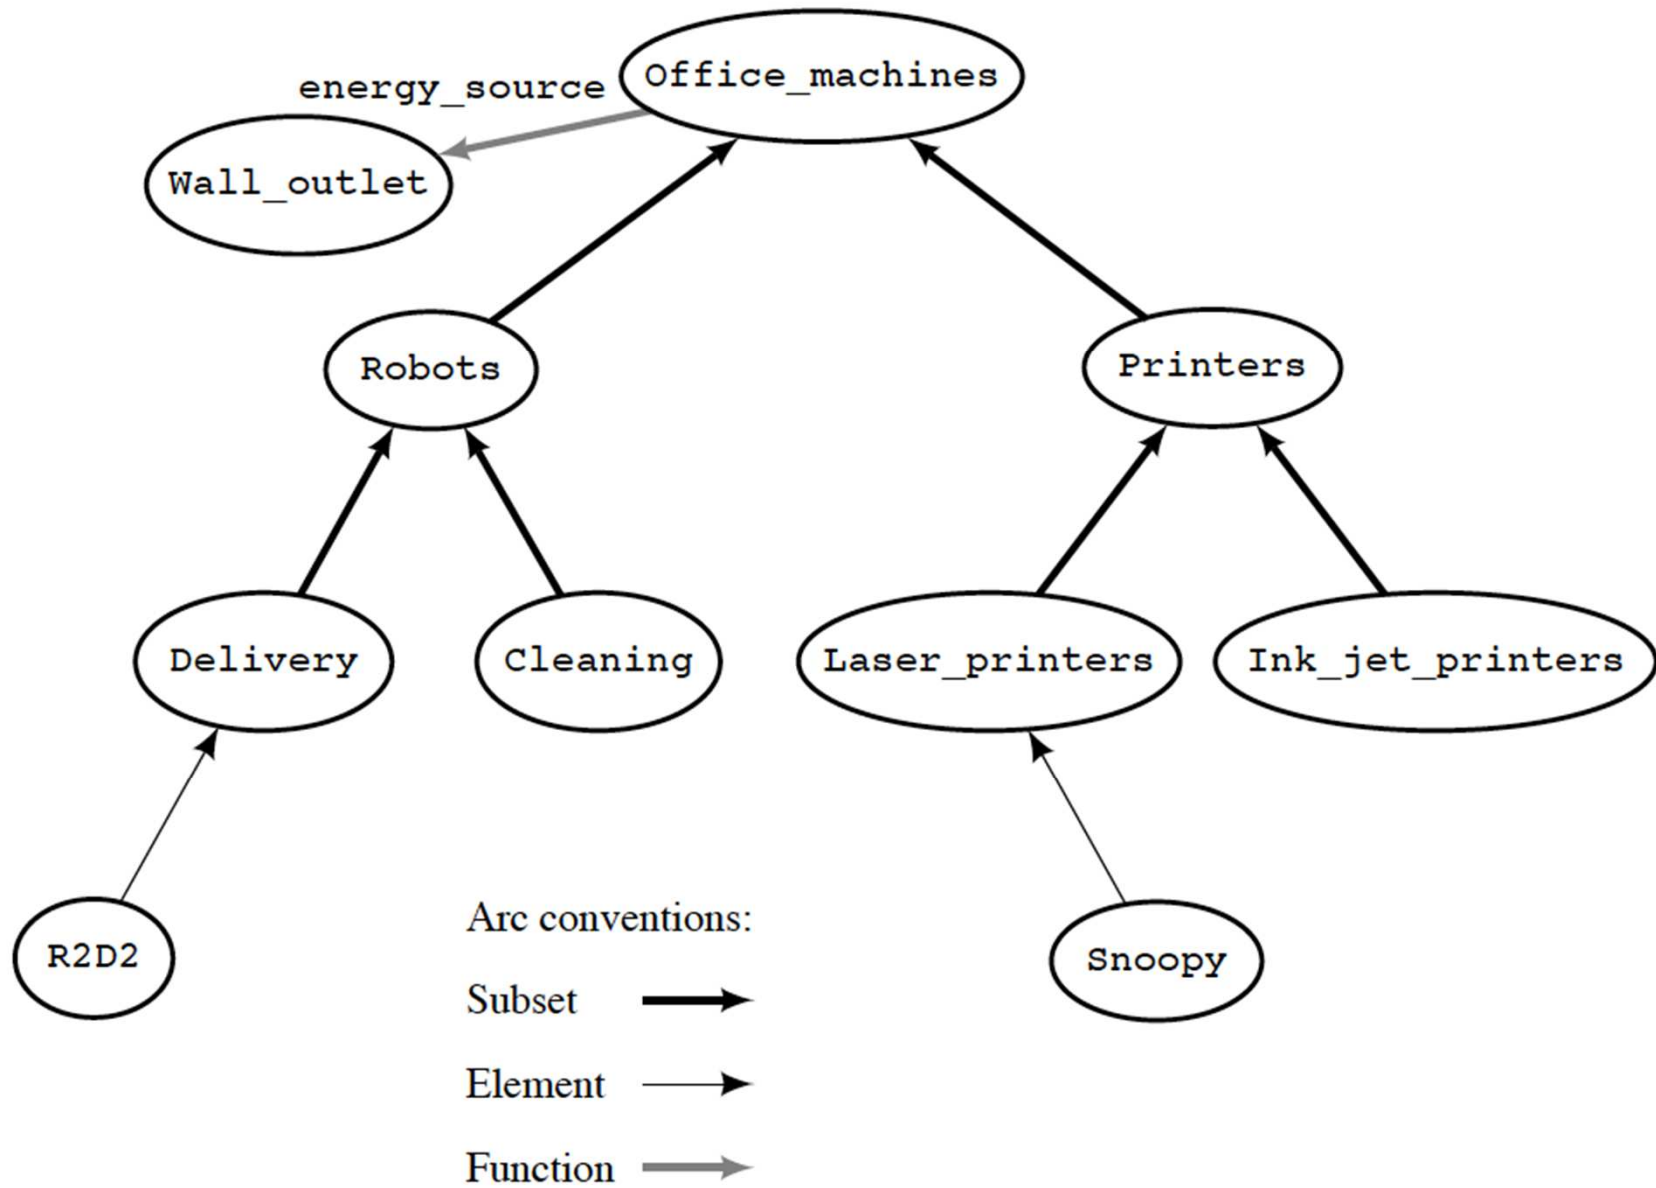 Office_machines
energy_source
Wall_outlet
Robots
Printers
Delivery
Cleaning
Laser_printers
Ink_jet_printers
R2D2
Snoopy
Arc conventions:
Subset
Element
Function